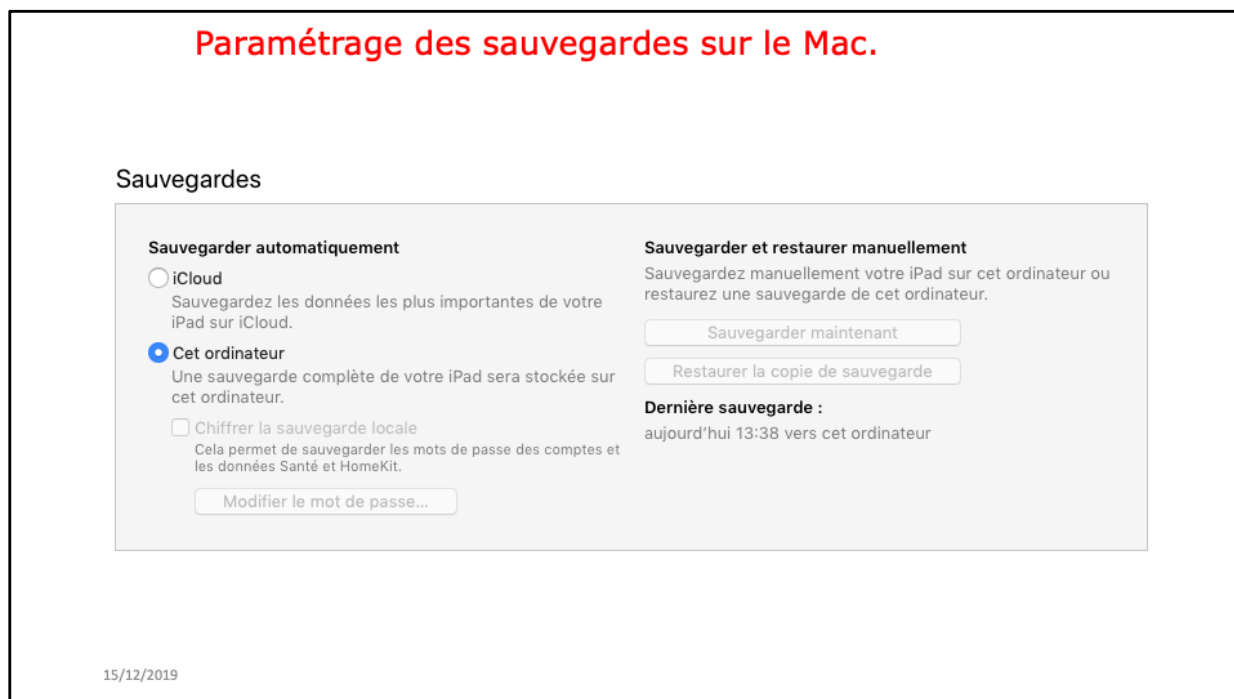 Paramétrage des sauvegardes sur le Mac.
Sauvegardes
Sauvegarder automatiquement
iCloud
Sauvegardez les données les plus importantes de votre
iPad sur iCloud.
Cet ordinateur
Une sauvegarde complète de votre iPad sera stockée sur
cet ordinateur.
Chiffrer la sauvegarde locale
Cela permet de sauvegarder les mots de passe des comptes et
les données Santé et HomeKit.
Modifier le mot de passe...
Sauvegarder et restaurer manuellement
Sauvegardez manuellement votre iPad sur cet ordinateur ou
restaurez une sauvegarde de cet ordinateur.
Sauvegarder maintenant
Restaurer la copie de sauvegarde
Dernière sauvegarde :
aujourd'hui 13:38 vers cet ordinateur
15/12/2019